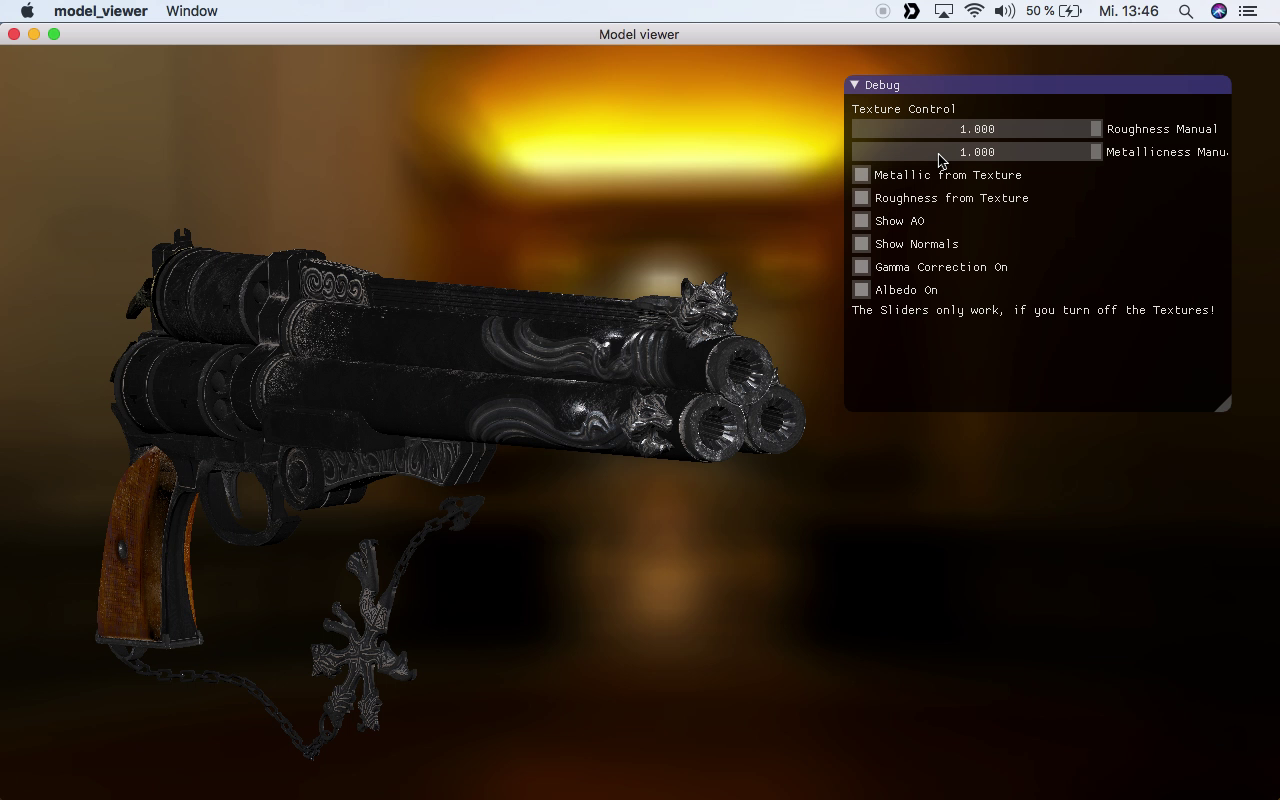 model_viewer Window 50 % Mi. 13:46
Model viewer
Debug
Texture Control
1.000 Roughness Manual
1.000 Metallicness Manu
Metallic from Texture
Roughness from Texture
Show AO
Show Normals
Gamma Correction On
Albedo On
The Sliders only work, if you turn off the Textures!